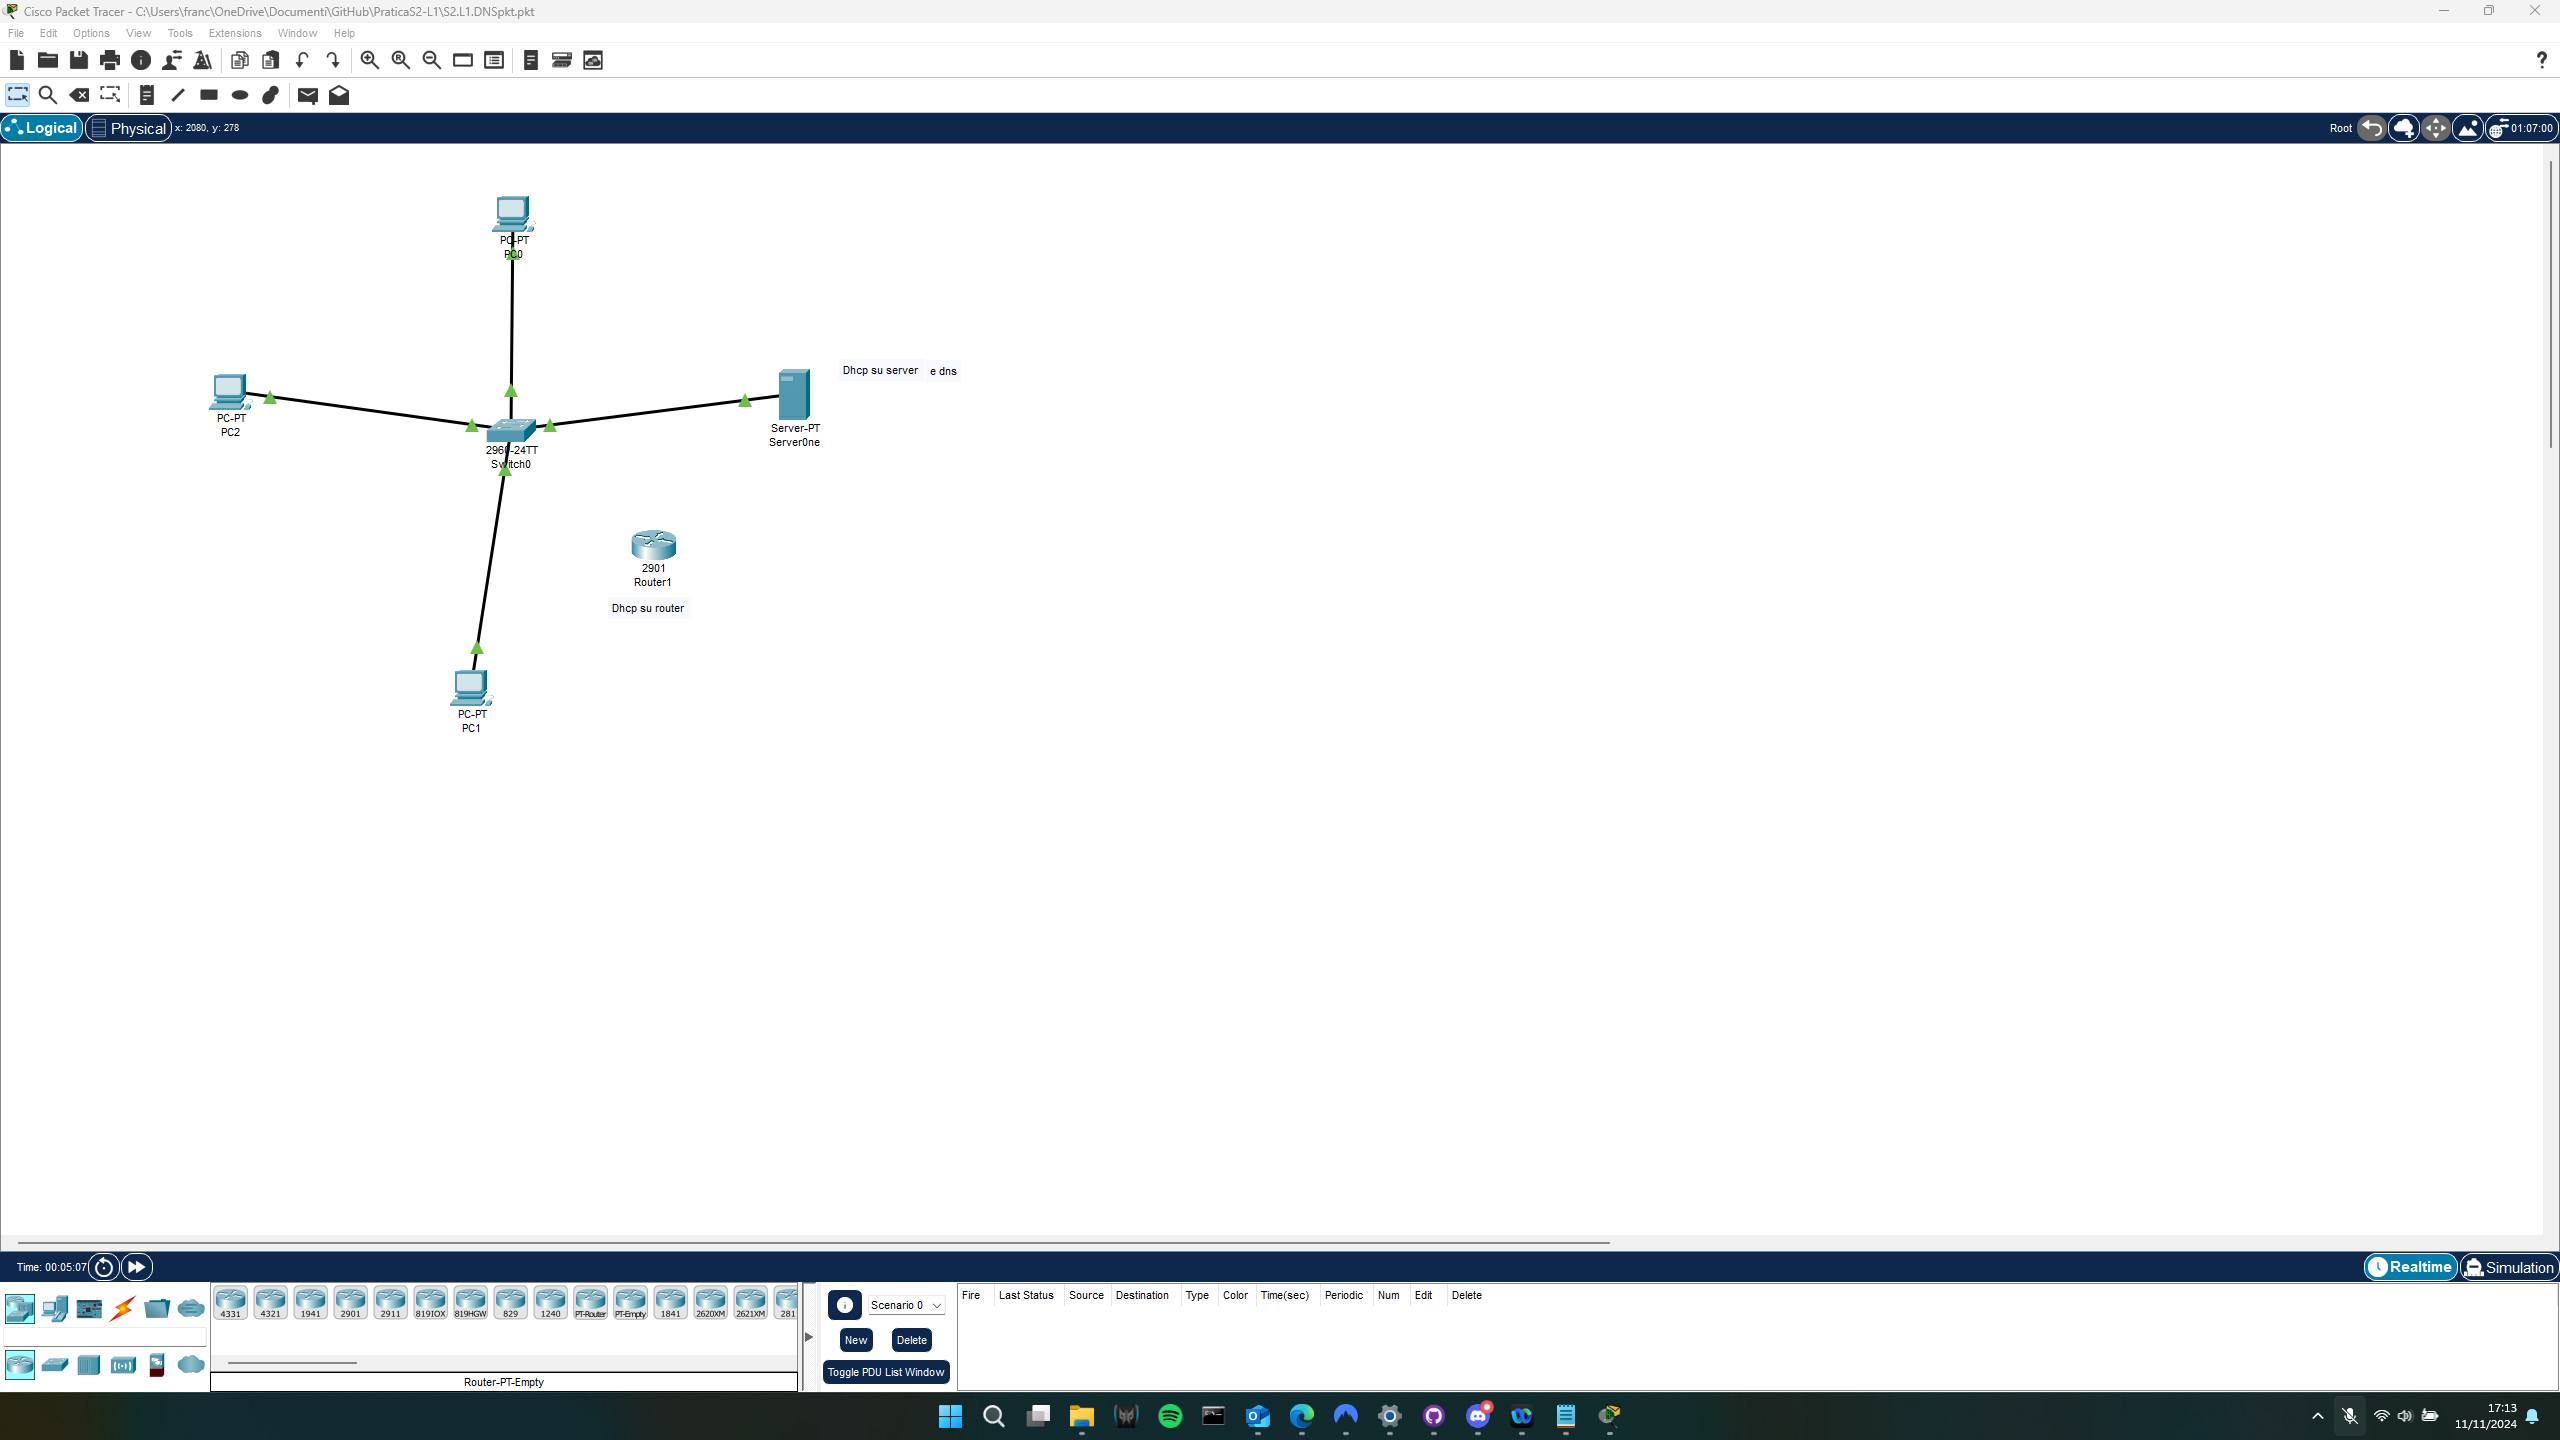 Cisco Packet Tracer - C:\Users\franc\OneDrive\Documenti\GitHub\PraticaS2-L1\S2.L1.DNSpkt.pkt
File Edit Options View Tools Extensions Window Help
Logical Physical x: 2080, y: 278 Root 01:07:00
PC-PT
PC0
Dhcp su server e dns
PC-PT
PC2
Server-PT
Server0ne
2960-24TT
Switch0
2901
Router1
Dhcp su router
PC-PT
PC1
Time: 00:05:07 Realtime Simulation
4331 4321 1941 2901 2911 819IOX 819HGW 829 1240 PT-Router PT-Empty 1841 2620XM 2621XM 281
Router-PT-Empty
Scenario 0
New Delete
Toggle PDU List Window
Fire Last Status Source Destination Type Color Time(sec) Periodic Num Edit Delete
17:13
11/11/2024